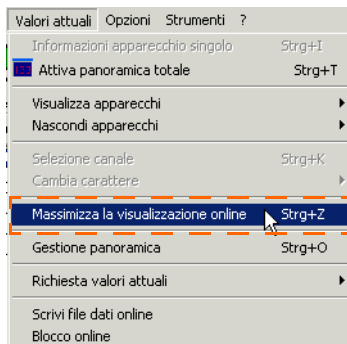 Valori attuali Opzioni Strumenti ?
Informazioni apparecchio singolo Strg+I
133 Attiva panoramica totale Strg+T
Visualizza apparecchi
Nascondi apparecchi
Selezione canale Strg+K
Cambia carattere
Massimizza la visualizzazione online Strg+Z
Gestione panoramica Strg+O
Richiesta valori attuali
Scrivi file dati online
Blocco online